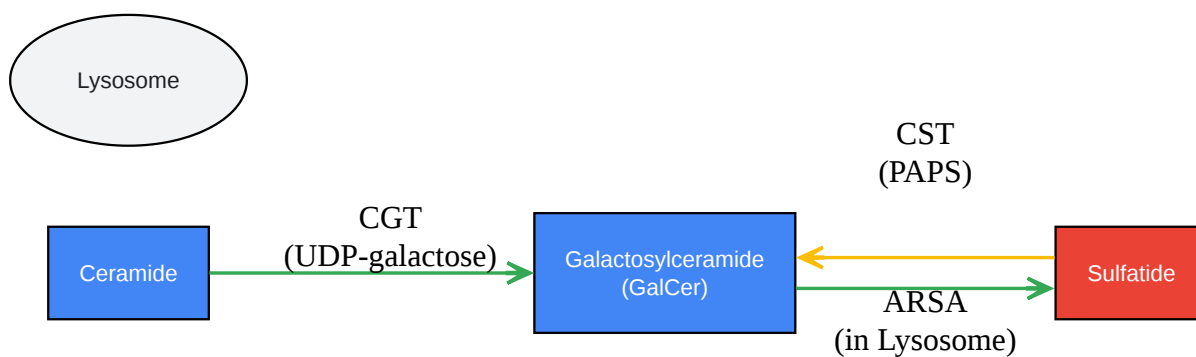 Lysosome
CST
(PAPS)
CGT
(UDP-galactose)
Ceramide
Galactosylceramide
(GalCer)
Sulfatide
ARSA
(in Lysosome)